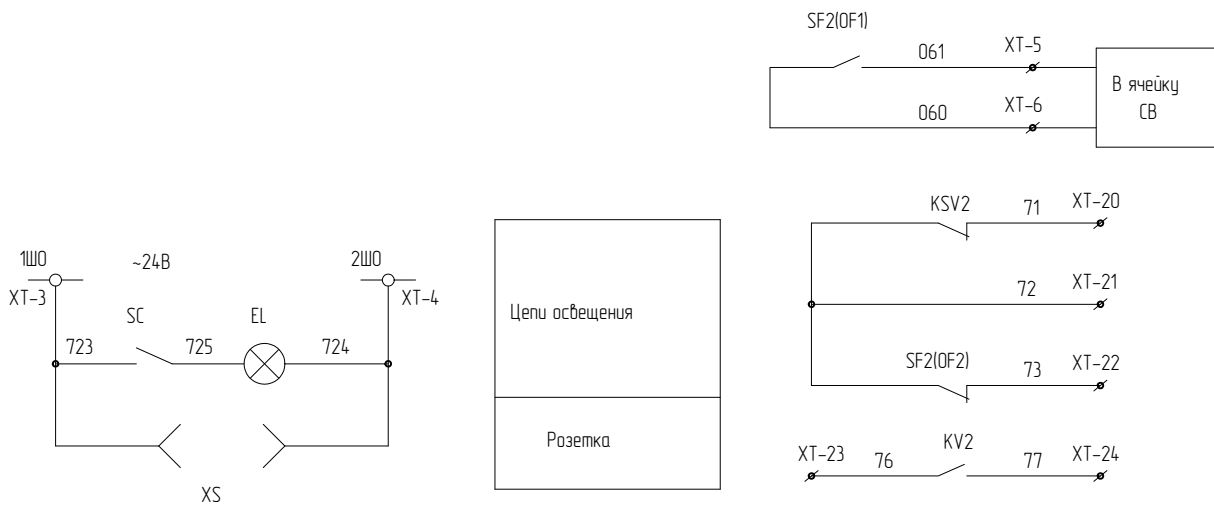 SF2(OF1)
061
XT-5
060
XT-6
В ячейку
СВ
1ШО
~24В
2ШО
XT-3
XT-4
SC
EL
723
725
724
XS
Цепи освещения
Розетка
KSV2
71
XT-20
72
XT-21
SF2(OF2)
73
XT-22
XT-23
76
KV2
77
XT-24